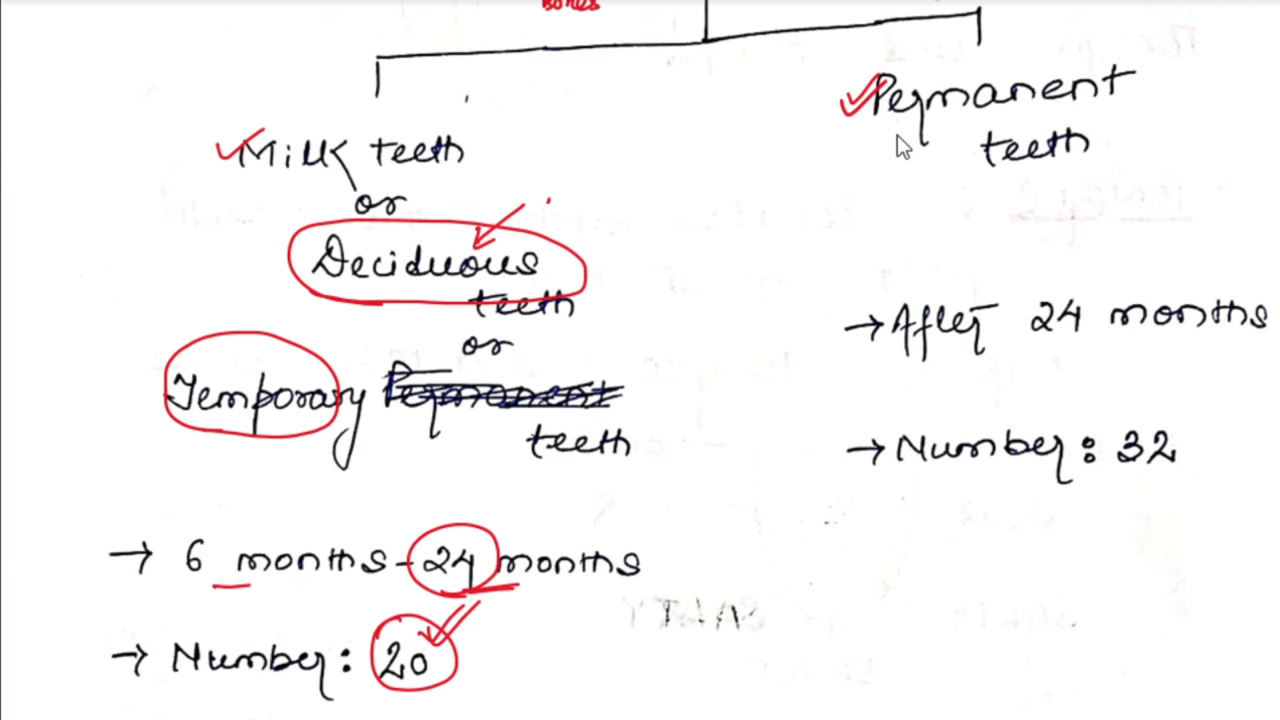 Milk teeth
or
Deciduous
teeth
or
Temporary
teeth
→ 6 months - 24 months
→ Number: 20
Permanent
teeth
→ After 24 months
→ Number: 32